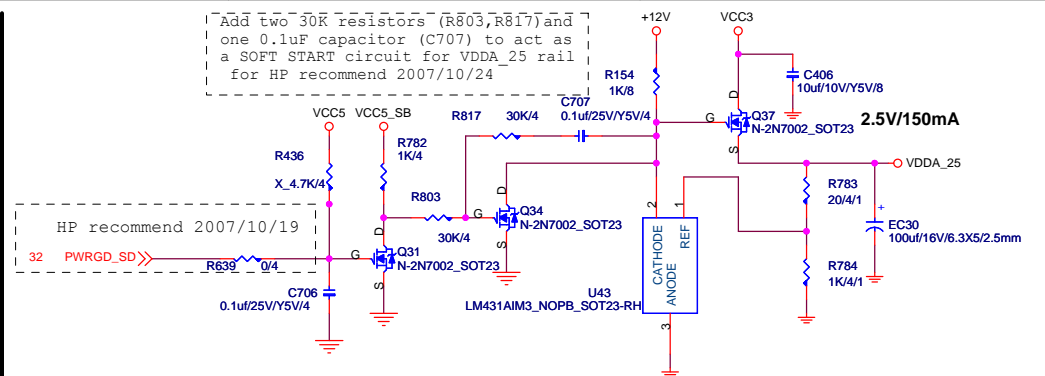 Add two 30K resistors (R803,R817)and
one 0.1uF capacitor (C707) to act as
a SOFT START circuit for VDDA_25 rail
for HP recommend 2007/10/24
+12V
VCC3
R154
1K/8
C406
10uf/10V/Y5V/8
C707
0.1uf/25V/Y5V/4
VCC5
VCC5_SB
R817
30K/4
D
G
S
Q37
N-2N7002_SOT23
2.5V/150mA
R436
X_4.7K/4
R782
1K/4
VDDA_25
R783
20/4/1
R803
30K/4
D
G
S
Q34
N-2N7002_SOT23
2
1
CATHODE
REF
ANODE
3
+
EC30
100uf/16V/6.3X5/2.5mm
HP recommend 2007/10/19
32 PWRGD_SD
R639
0/4
D
G
S
Q31
N-2N7002_SOT23
R784
1K/4/1
C706
0.1uf/25V/Y5V/4
U43
LM431AIM3_NOPB_SOT23-RH